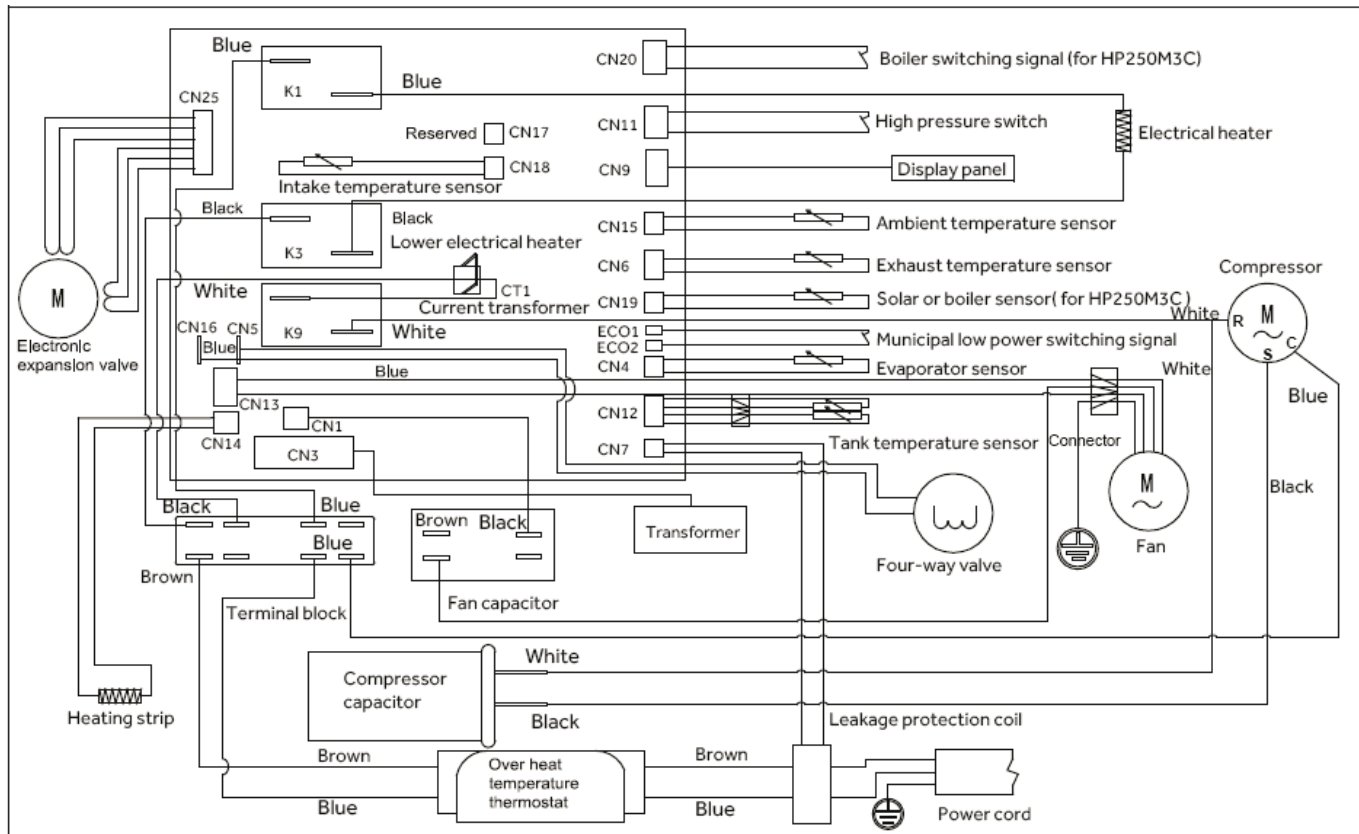 Blue
K1
Blue
CN25
CN20
Boiler switching signal (for HP250M3C)
Reserved
CN17
CN11
High pressure switch
Electrical heater
CN18
CN9
Display panel
Intake temperature sensor
Black
K3
Black
Lower electrical heater
CN15
Ambient temperature sensor
CN6
Exhaust temperature sensor
Compressor
M
White
CT1
Current transformer
CN19
Solar or boiler sensor( for HP250M3C )
White
R
M
S
C
K9
White
CN16
CN5
Blue
ECO1
ECO2
Municipal low power switching signal
Electronic
expansion valve
CN4
Evaporator sensor
White
Blue
Blue
CN13
CN14
CN1
CN3
CN12
Tank temperature sensor
Connector
CN7
M
Fan
Black
Black
Blue
Blue
Brown
Terminal block
Brown
Black
Fan capacitor
Transformer
Four-way valve
Compressor
capacitor
White
Black
Heating strip
Leakage protection coil
Brown
Blue
Over heat
temperature
thermostat
Brown
Blue
Power cord